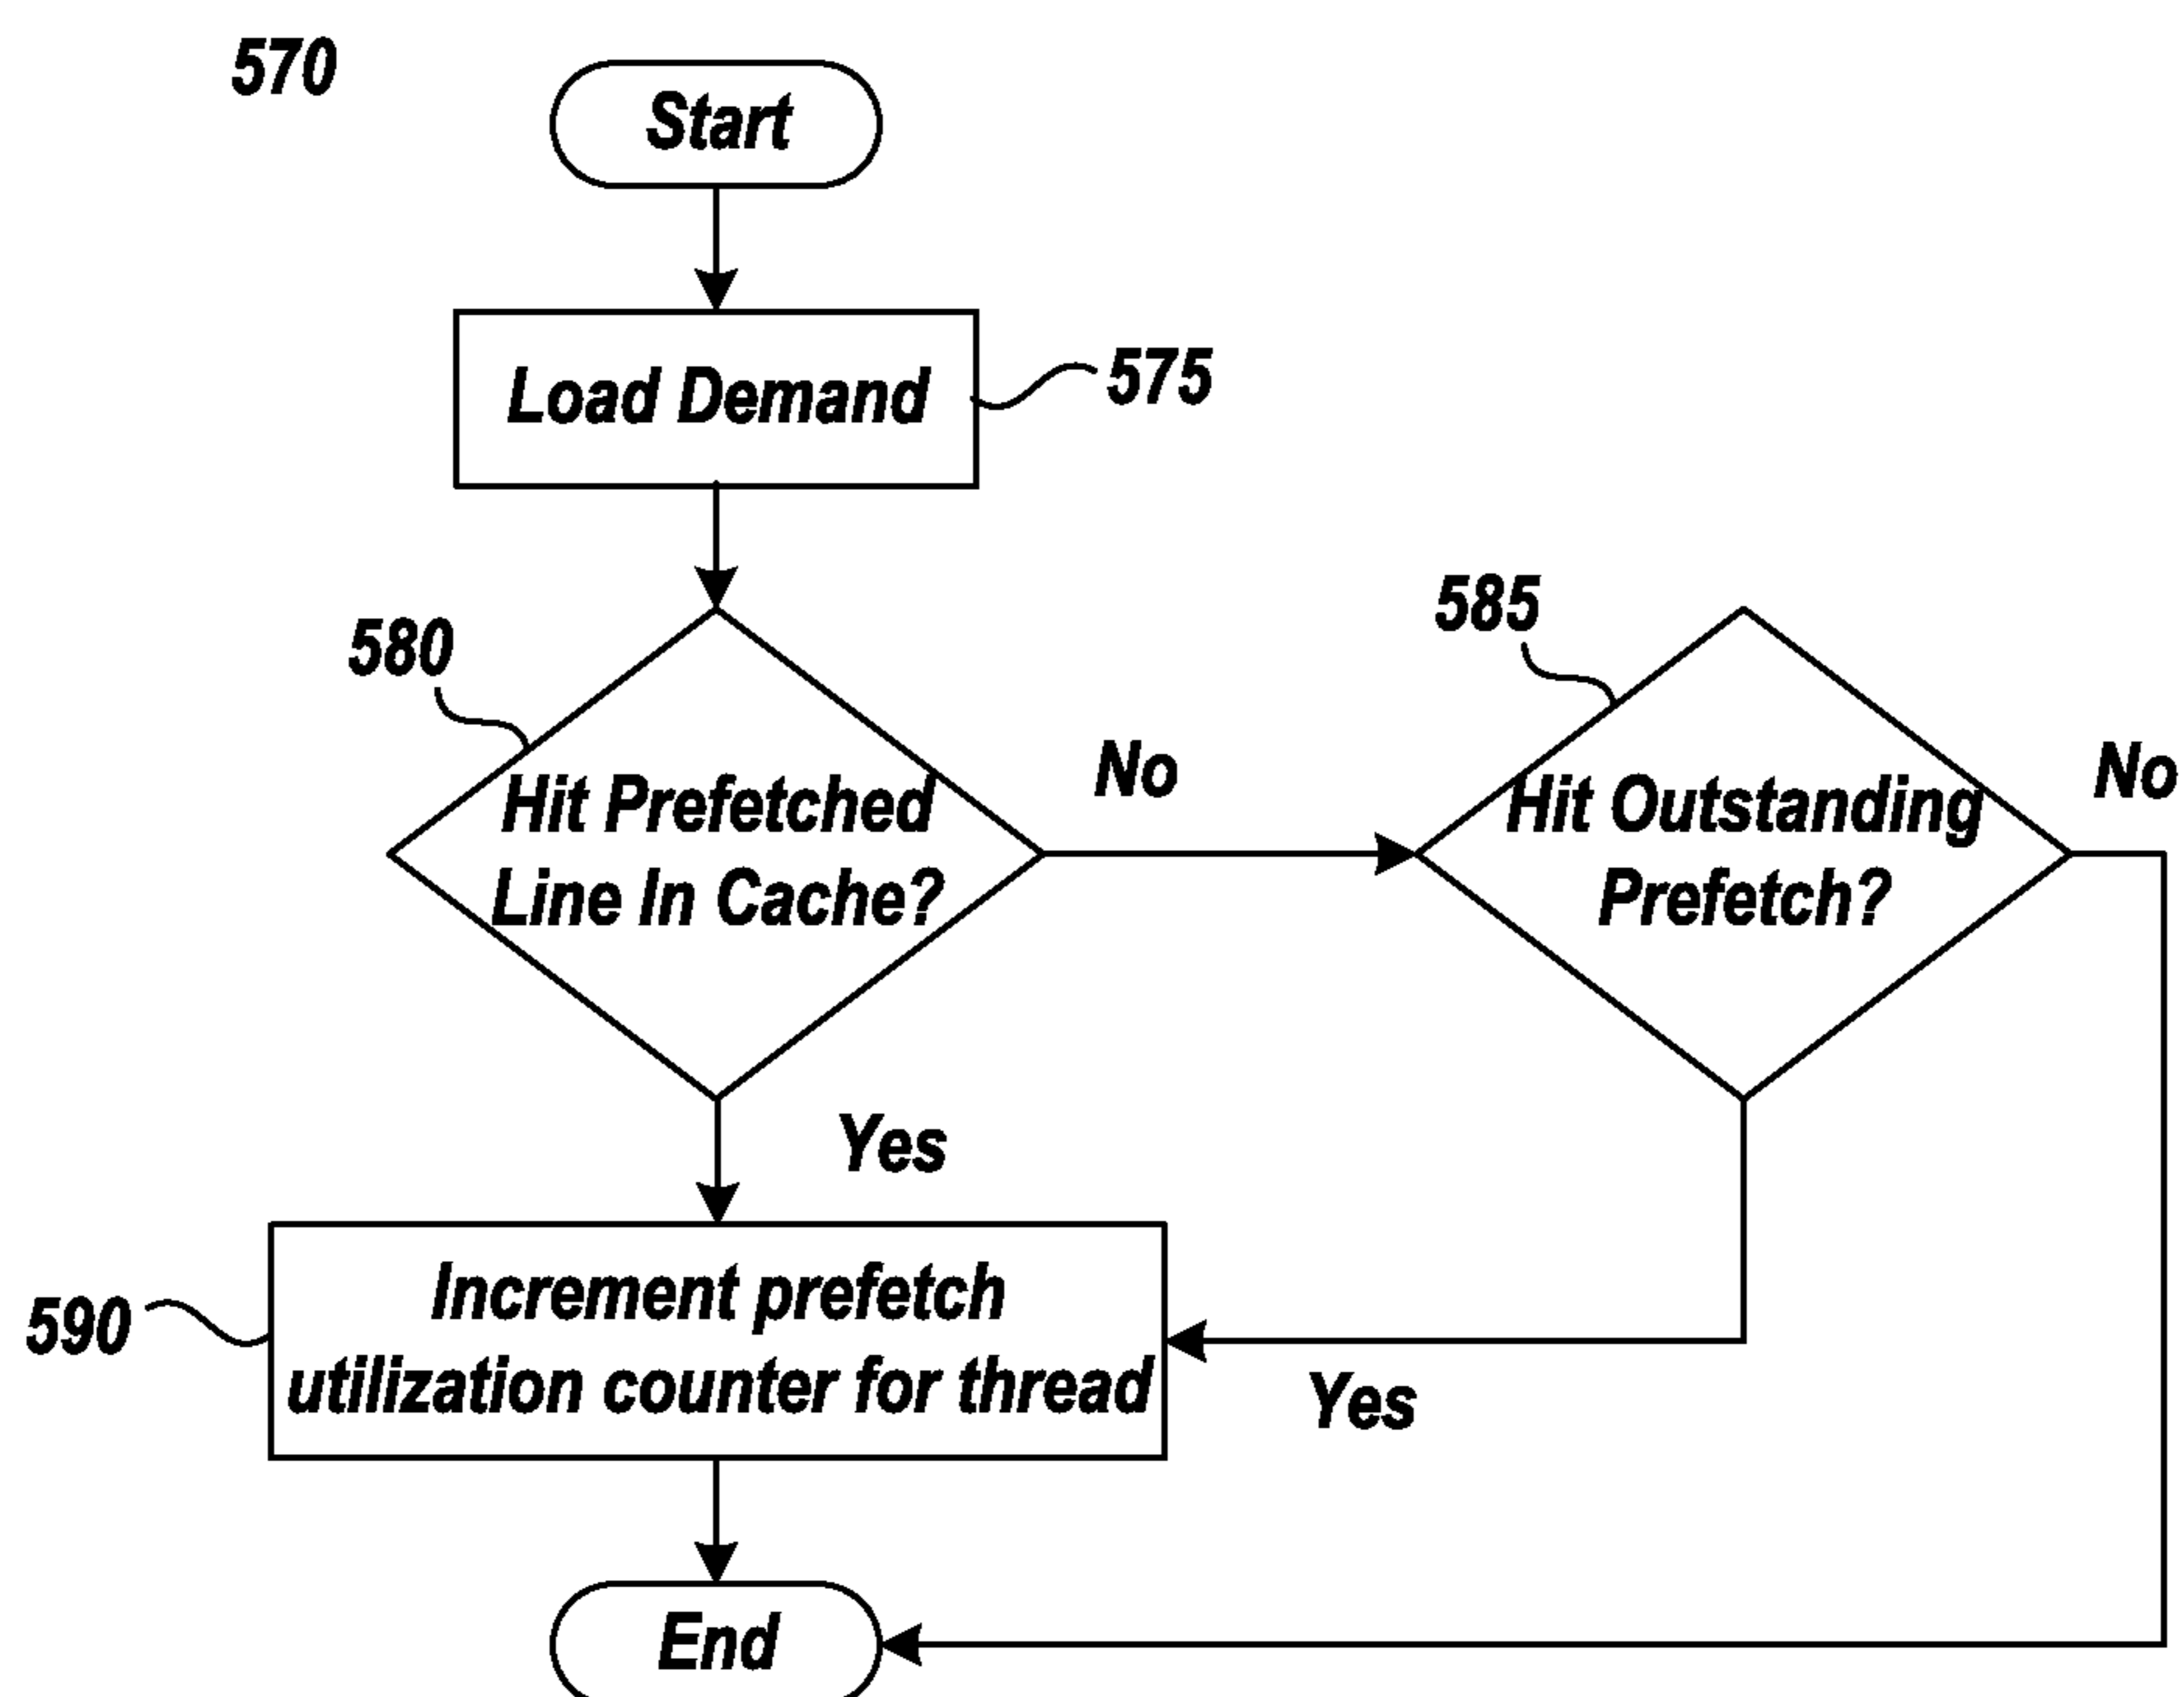 570
Start
Load Demand
575
580
585
Hit Prefetched
Line In Cache?
No
Hit Outstanding
Prefetch?
No
Yes
590
Increment prefetch
utilization counter for thread
Yes
End